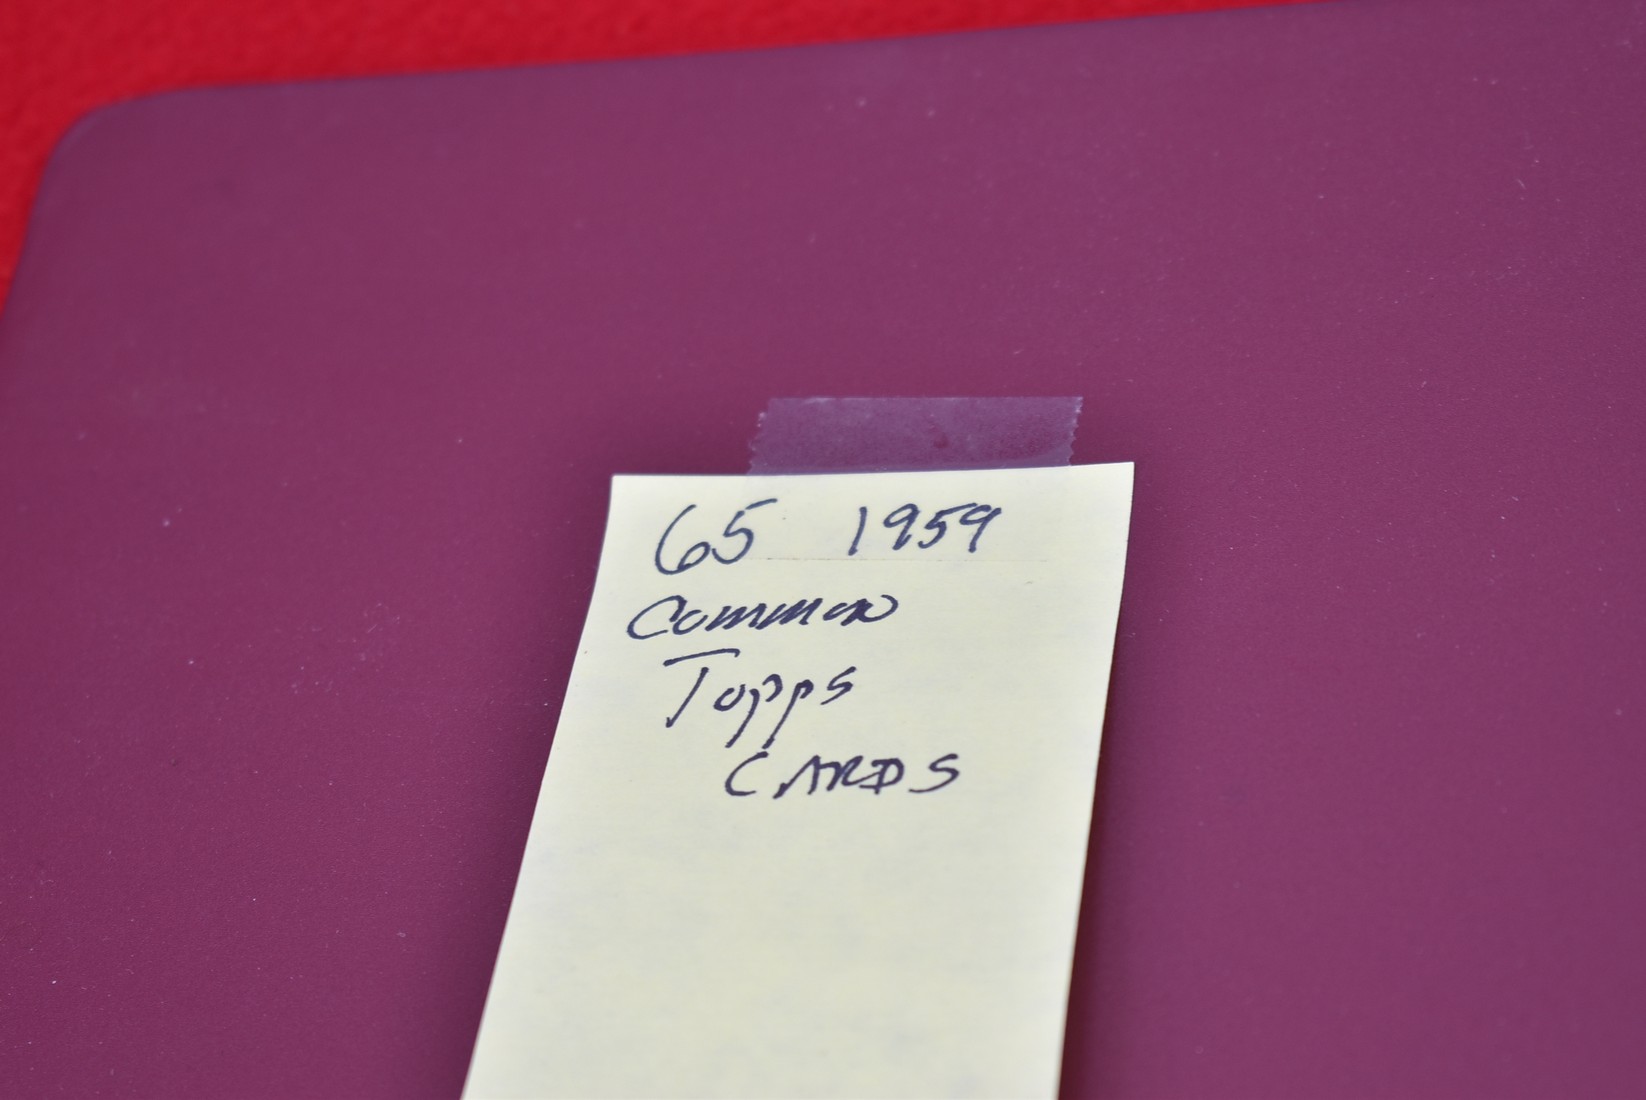 65 1959
Common
Topps
CARDS